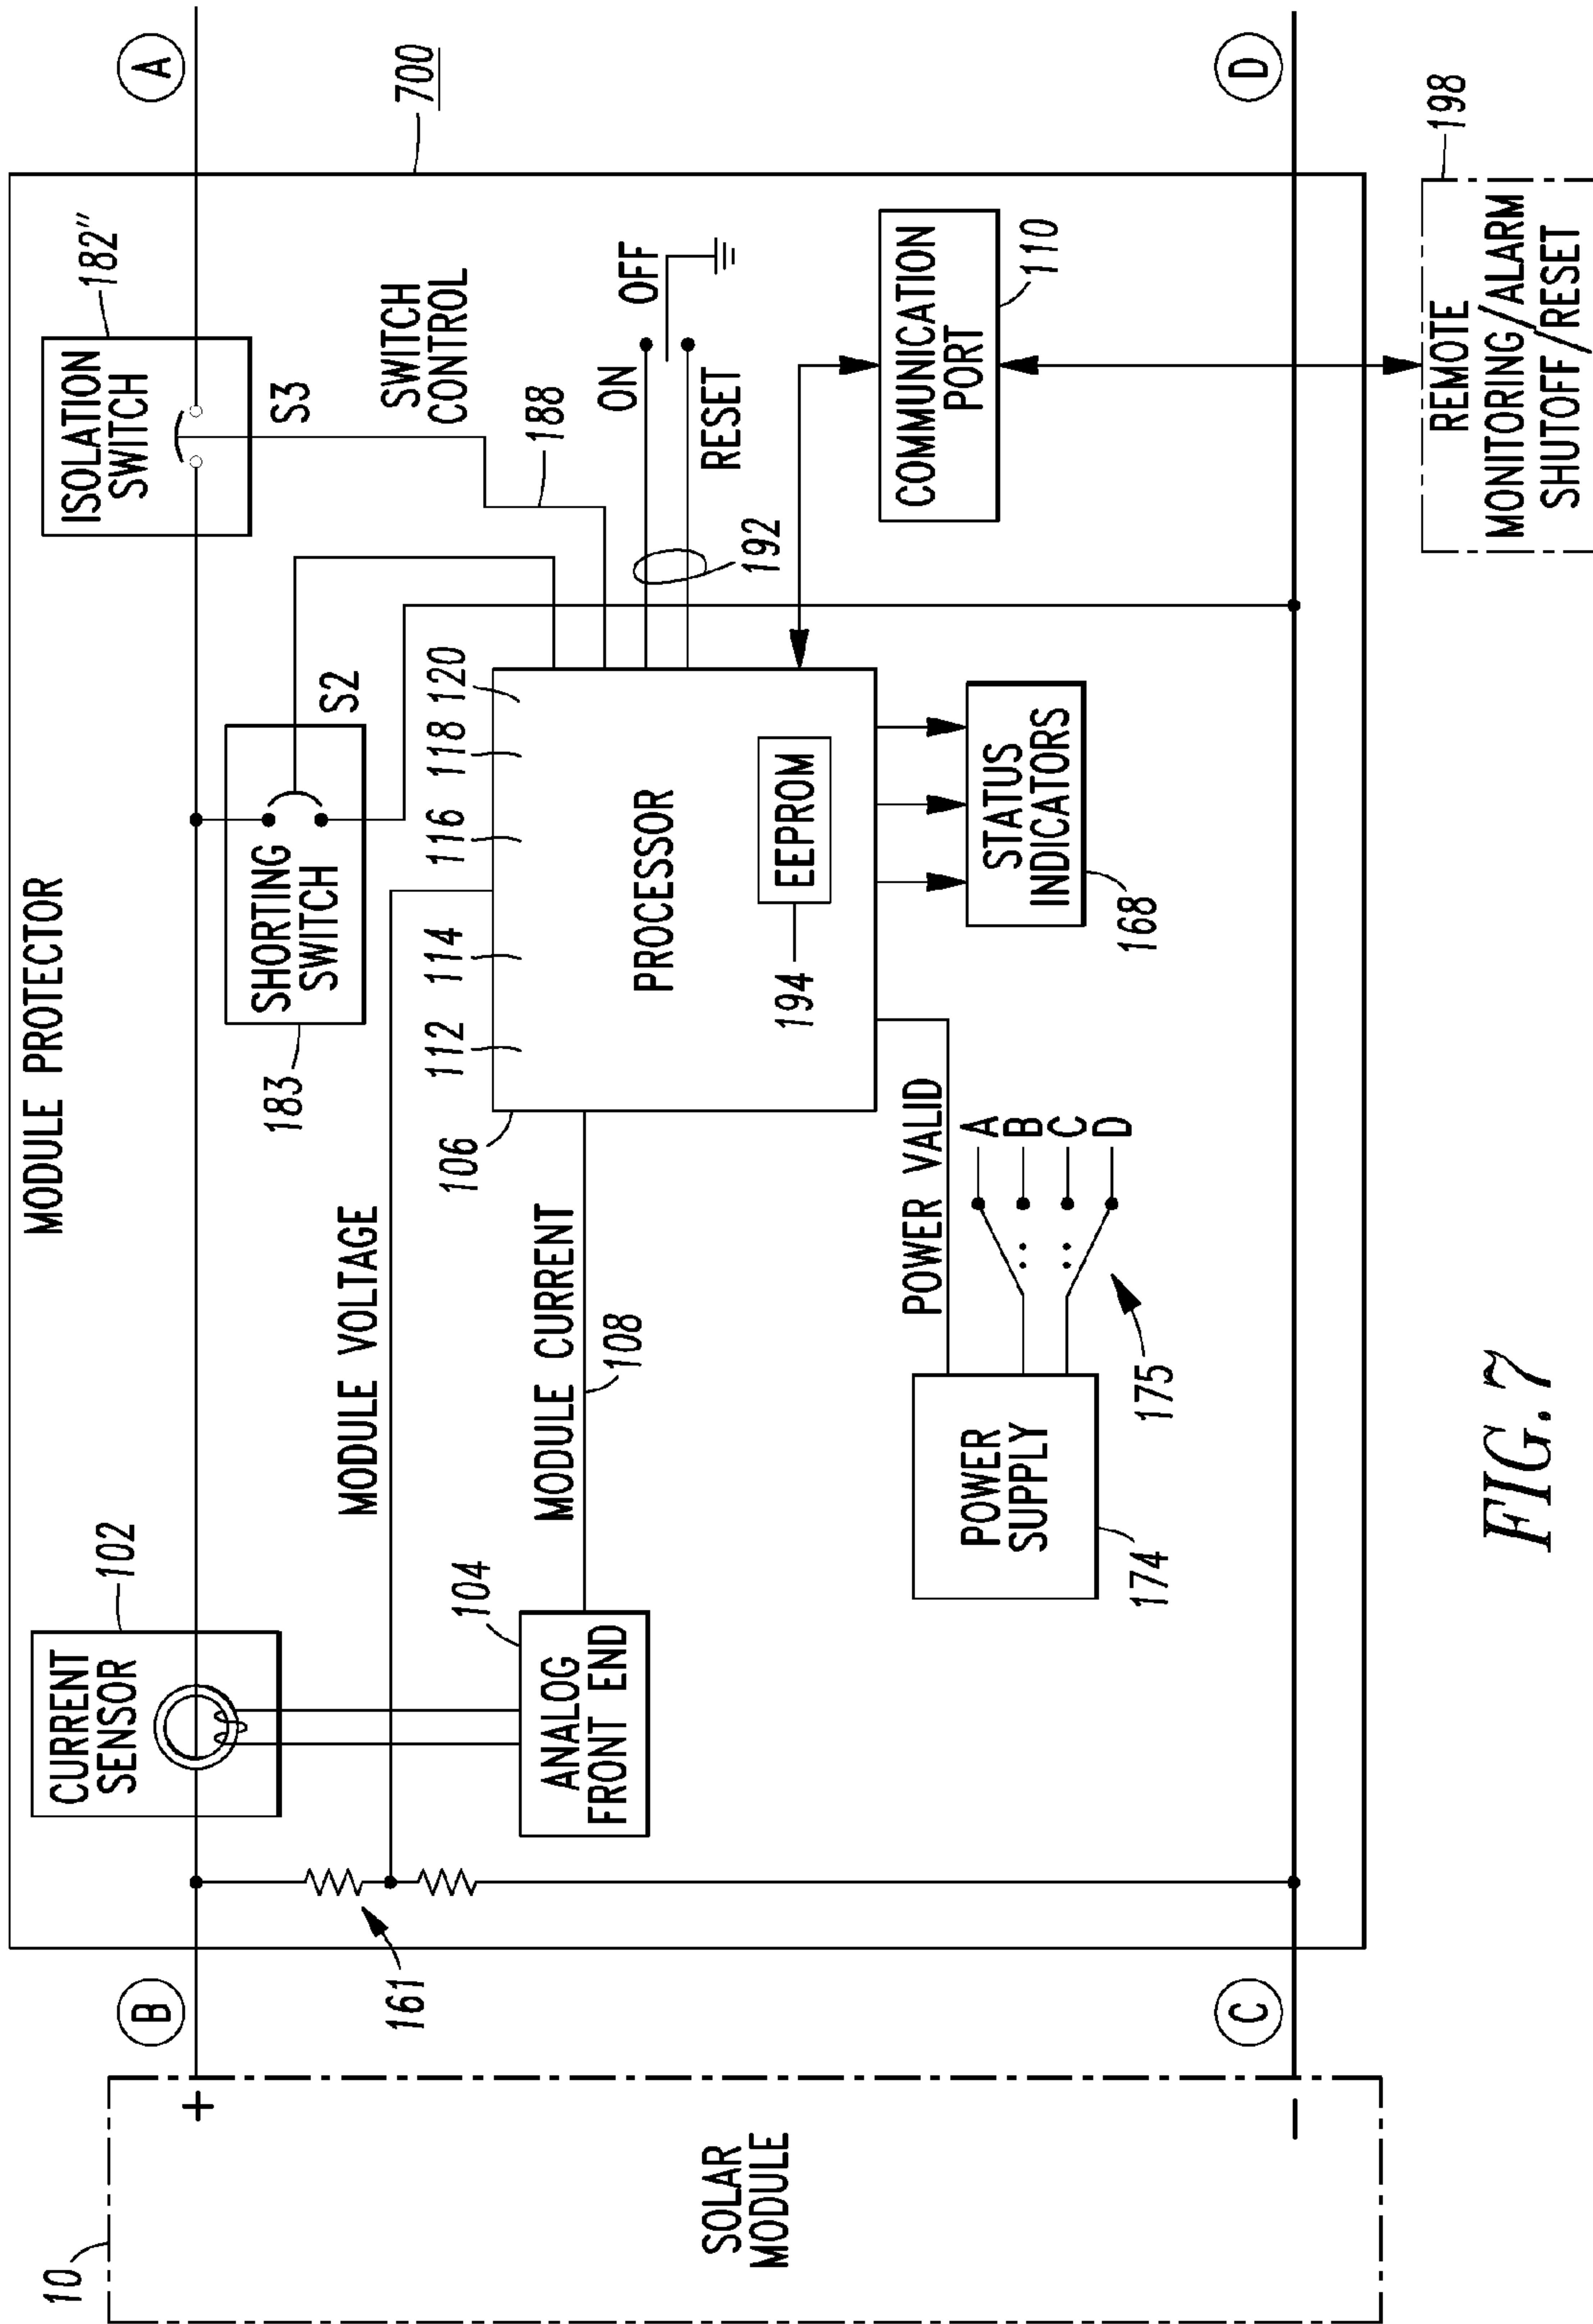 MODULE PROTECTOR
10
SOLAR
MODULE
+
−
B
C
161
CURRENT
SENSOR
102
ANALOG
FRONT END
104
MODULE VOLTAGE
MODULE CURRENT
108
183
SHORTING
SWITCH
S2
ISOLATION
SWITCH
182"
S3
SWITCH
CONTROL
188
106
112 114 116 118 120
PROCESSOR
EEPROM
194
ON
OFF
RESET
192
POWER VALID
POWER
SUPPLY
174
A
B
C
D
175
STATUS
INDICATORS
168
COMMUNICATION
PORT
110
700
A
D
198
REMOTE
MONITORING/ALARM
SHUTOFF/RESET
FIG. 7